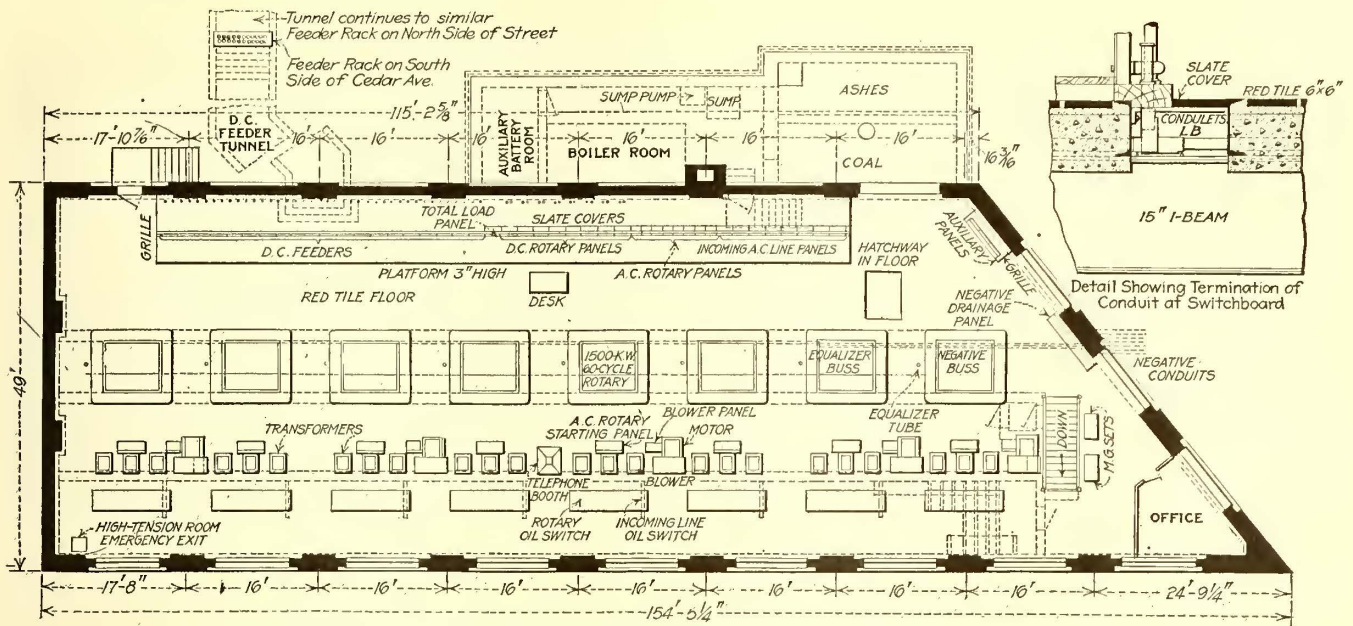 Tunnel continues to similar
Feeder Rack on North Side of Street
Feeder Rack on South
Side of Cedar Ave.
D.C.
FEEDER
TUNNEL
115'-2 5/8"
17'-10 7/8"
16'
16'
16'
16'
16'
16'
16 3/16"
AUXILIARY
BATTERY
ROOM
SUMP PUMP
SUMP
BOILER ROOM
ASHES
COAL
SLATE
COVER
RED TILE 6"x6"
CONDULETS
LB
15" I-BEAM
Detail Showing Termination of
Conduit at Switchboard
GRILLE
TOTAL LOAD
PANEL
SLATE COVERS
D.C. FEEDERS
D.C. ROTARY PANELS
INCOMING A.C. LINE PANELS
PLATFORM 3" HIGH
A.C. ROTARY PANELS
HATCHWAY
IN FLOOR
AUXILIARY
PANELS
GRILLE
RED TILE FLOOR
DESK
NEGATIVE
DRAINAGE
PANEL
49'
1500-K.W.
60-CYCLE
ROTARY
EQUALIZER
BUSS
NEGATIVE
BUSS
NEGATIVE
CONDUITS
TRANSFORMERS
A.C. ROTARY
STARTING PANEL
BLOWER PANEL
MOTOR
EQUALIZER
TUBE
DOWN
M.G. SETS
TELEPHONE
BOOTH
BLOWER
ROTARY
OIL SWITCH
INCOMING LINE
OIL SWITCH
HIGH-TENSION ROOM
EMERGENCY EXIT
OFFICE
17'-8"
16'
16'
16'
16'
16'
16'
16'
24'-9 1/4"
154'-5 1/4"